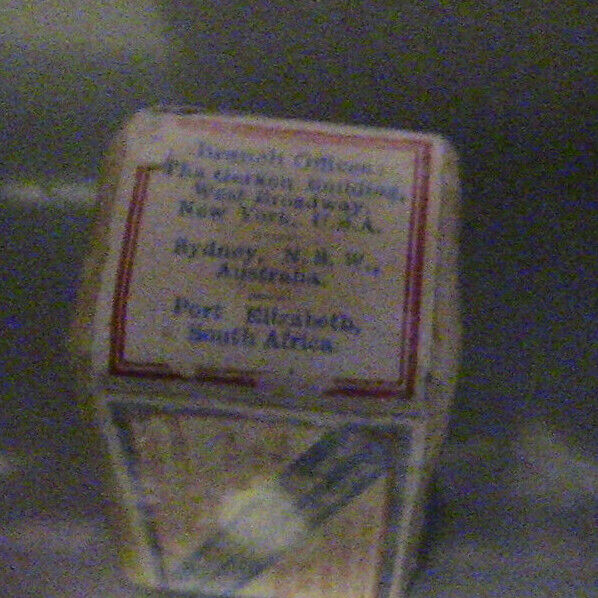 Branch Offices:
The Gerken Building,
West Broadway,
New York, U.S.A.
Sydney, N. S. W.,
Australia.
Port Elizabeth,
South Africa